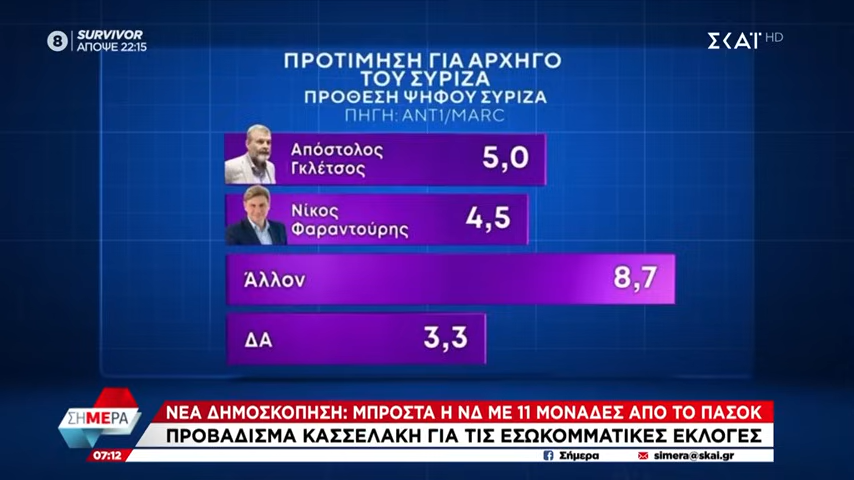 8 SURVIVOR
ΑΠΟΨΕ 22:15
ΣΚΑΪ HD
ΠΡΟΤΙΜΗΣΗ ΓΙΑ ΑΡΧΗΓΟ
ΤΟΥ ΣΥΡΙΖΑ
ΠΡΟΘΕΣΗ ΨΗΦΟΥ ΣΥΡΙΖΑ
ΠΗΓΗ: ΑΝΤ1/MARC
Απόστολος
Γκλέτσος 5,0
Νίκος
Φαραντούρης 4,5
Άλλον 8,7
ΔΑ 3,3
ΣΗΜΕΡΑ
ΝΕΑ ΔΗΜΟΣΚΟΠΗΣΗ: ΜΠΡΟΣΤΑ Η ΝΔ ΜΕ 11 ΜΟΝΑΔΕΣ ΑΠΟ ΤΟ ΠΑΣΟΚ
ΠΡΟΒΑΔΙΣΜΑ ΚΑΣΣΕΛΑΚΗ ΓΙΑ ΤΙΣ ΕΣΩΚΟΜΜΑΤΙΚΕΣ ΕΚΛΟΓΕΣ
07:12 Σήμερα simera@skai.gr